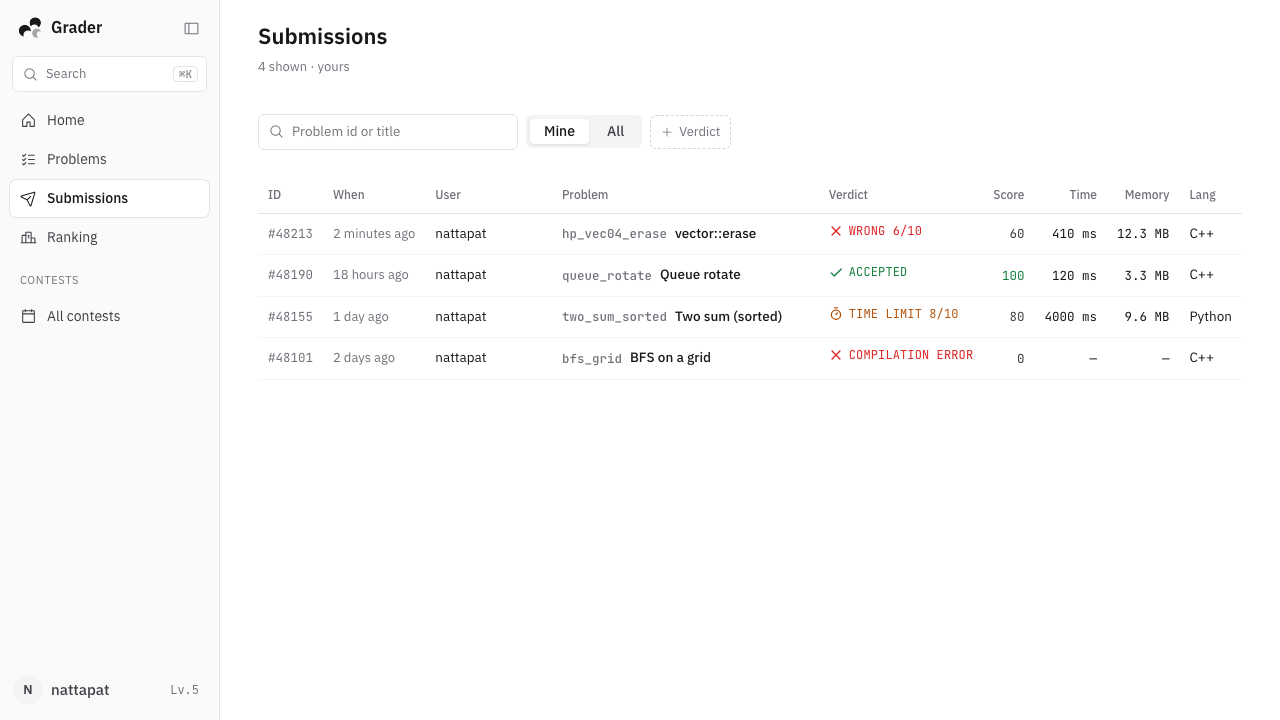 Grader
Search ⌘K
Home
Problems
Submissions
Ranking
CONTESTS
All contests
N nattapat Lv.5
Submissions
4 shown · yours
Problem id or title Mine All + Verdict
ID When User Problem Verdict Score Time Memory Lang
#48213 2 minutes ago nattapat hp_vec04_erase vector::erase WRONG 6/10 60 410 ms 12.3 MB C++
#48190 18 hours ago nattapat queue_rotate Queue rotate ACCEPTED 100 120 ms 3.3 MB C++
#48155 1 day ago nattapat two_sum_sorted Two sum (sorted) TIME LIMIT 8/10 80 4000 ms 9.6 MB Python
#48101 2 days ago nattapat bfs_grid BFS on a grid COMPILATION ERROR 0 — — C++